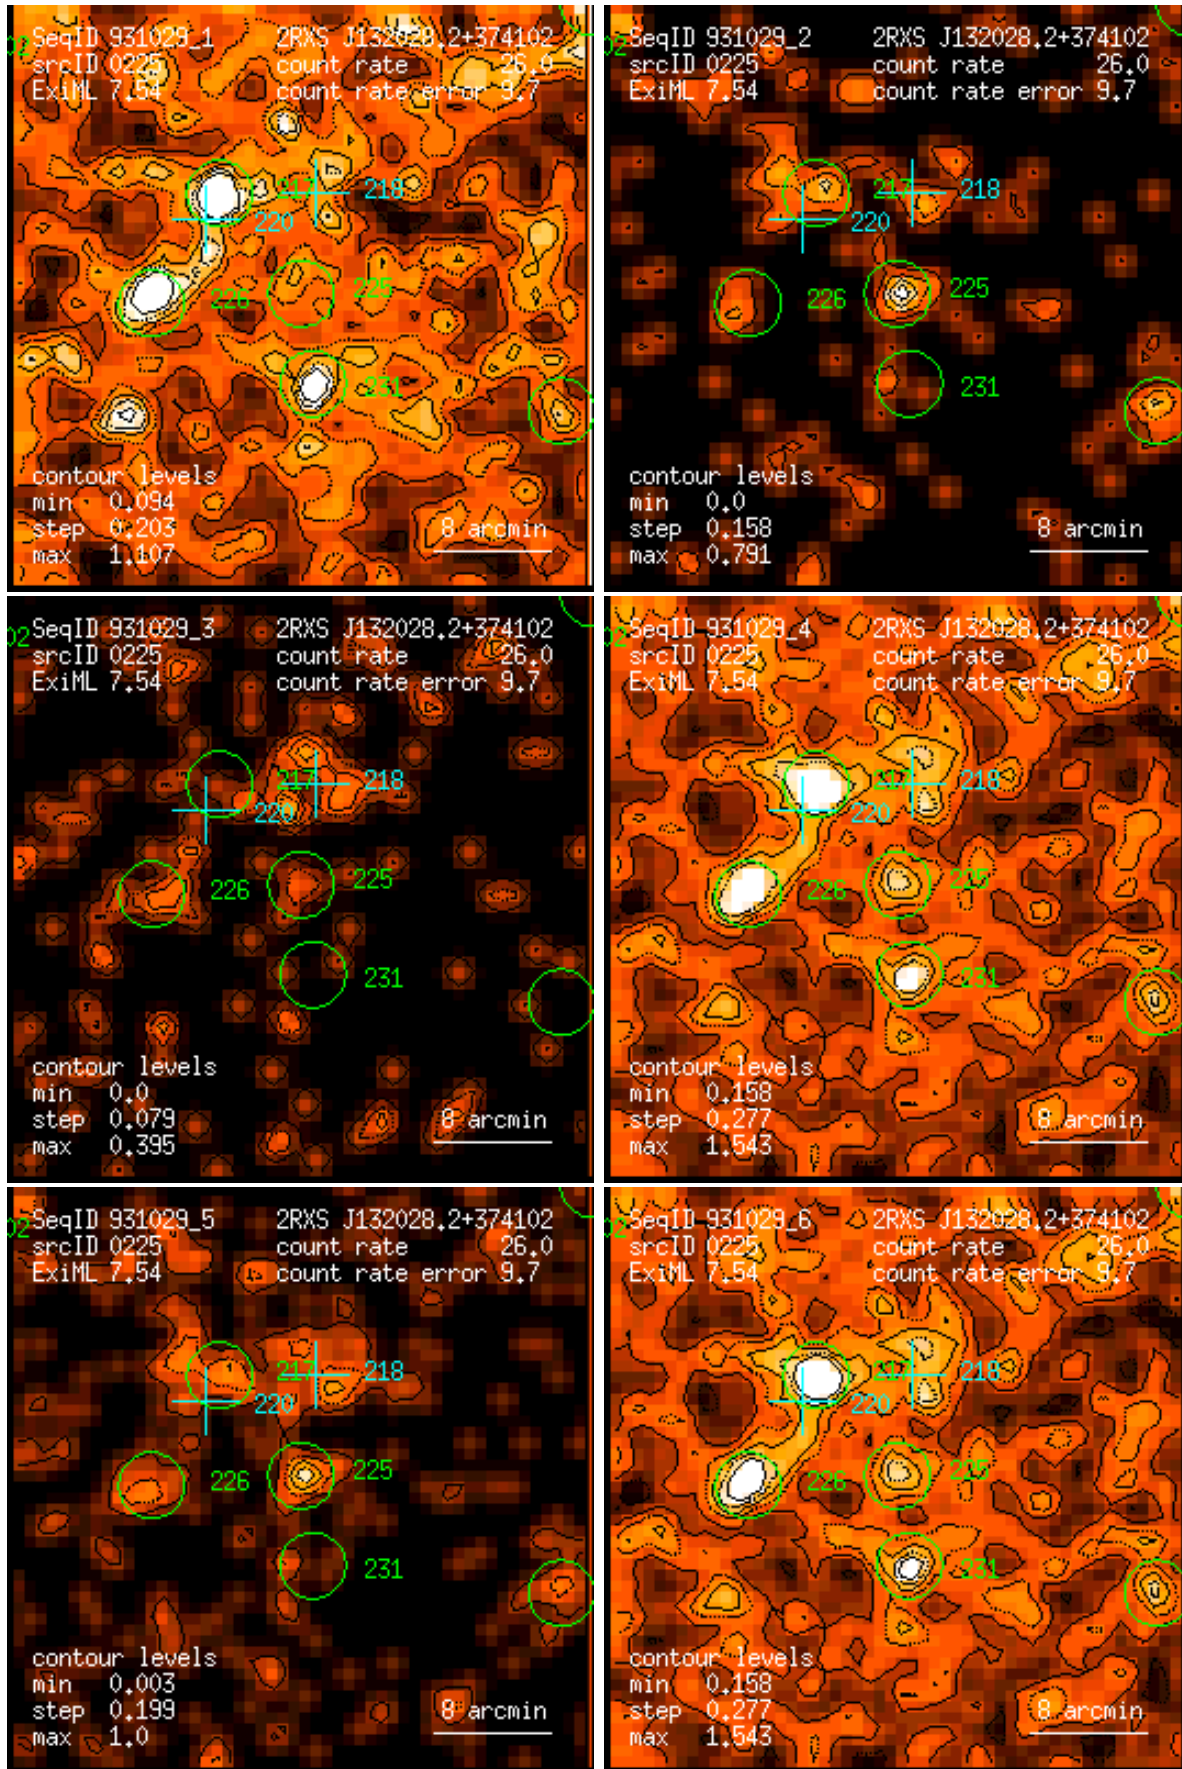 SeqID 931029_1 2RXS J132028.2+374102
02
srcID 0225 count rate 26.0
ExiML 7.54 count rate error 9.7
217 218
220
226 225
231
contour levels
min 0.094
step 0.203 8 arcmin
max 1.107
SeqID 931029_2 2RXS J132028.2+374102
02
srcID 0225 count rate 26.0
ExiML 7.54 count rate error 9.7
217 218
220
226 225
231
contour levels
min 0.0
step 0.158 8 arcmin
max 0.791
SeqID 931029_3 2RXS J132028.2+374102
02
srcID 0225 count rate 26.0
ExiML 7.54 count rate error 9.7
217 218
220
226 225
231
contour levels
min 0.0
step 0.079 8 arcmin
max 0.395
SeqID 931029_4 2RXS J132028.2+374102
02
srcID 0225 count rate 26.0
ExiML 7.54 count rate error 9.7
217 218
220
226 225
231
contour levels
min 0.158
step 0.277 8 arcmin
max 1.543
SeqID 931029_5 2RXS J132028.2+374102
02
srcID 0225 count rate 26.0
ExiML 7.54 count rate error 9.7
217 218
220
226 225
231
contour levels
min 0.003
step 0.199 8 arcmin
max 1.0
SeqID 931029_6 2RXS J132028.2+374102
02
srcID 0225 count rate 26.0
ExiML 7.54 count rate error 9.7
217 218
220
226 225
231
contour levels
min 0.158
step 0.277 8 arcmin
max 1.543